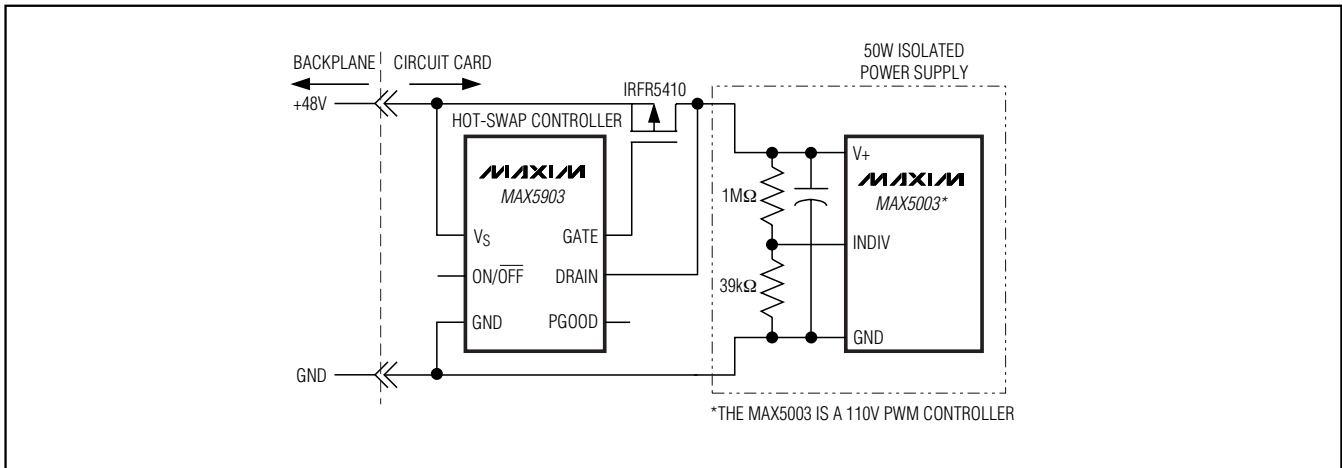 BACKPLANE
CIRCUIT CARD
+48V
HOT-SWAP CONTROLLER
IRFR5410
MAXIM
MAX5903
VS
GATE
ON/OFF
DRAIN
GND
PGOOD
GND
50W ISOLATED
POWER SUPPLY
1MΩ
39kΩ
V+
MAXIM
MAX5003*
INDIV
GND
*THE MAX5003 IS A 110V PWM CONTROLLER